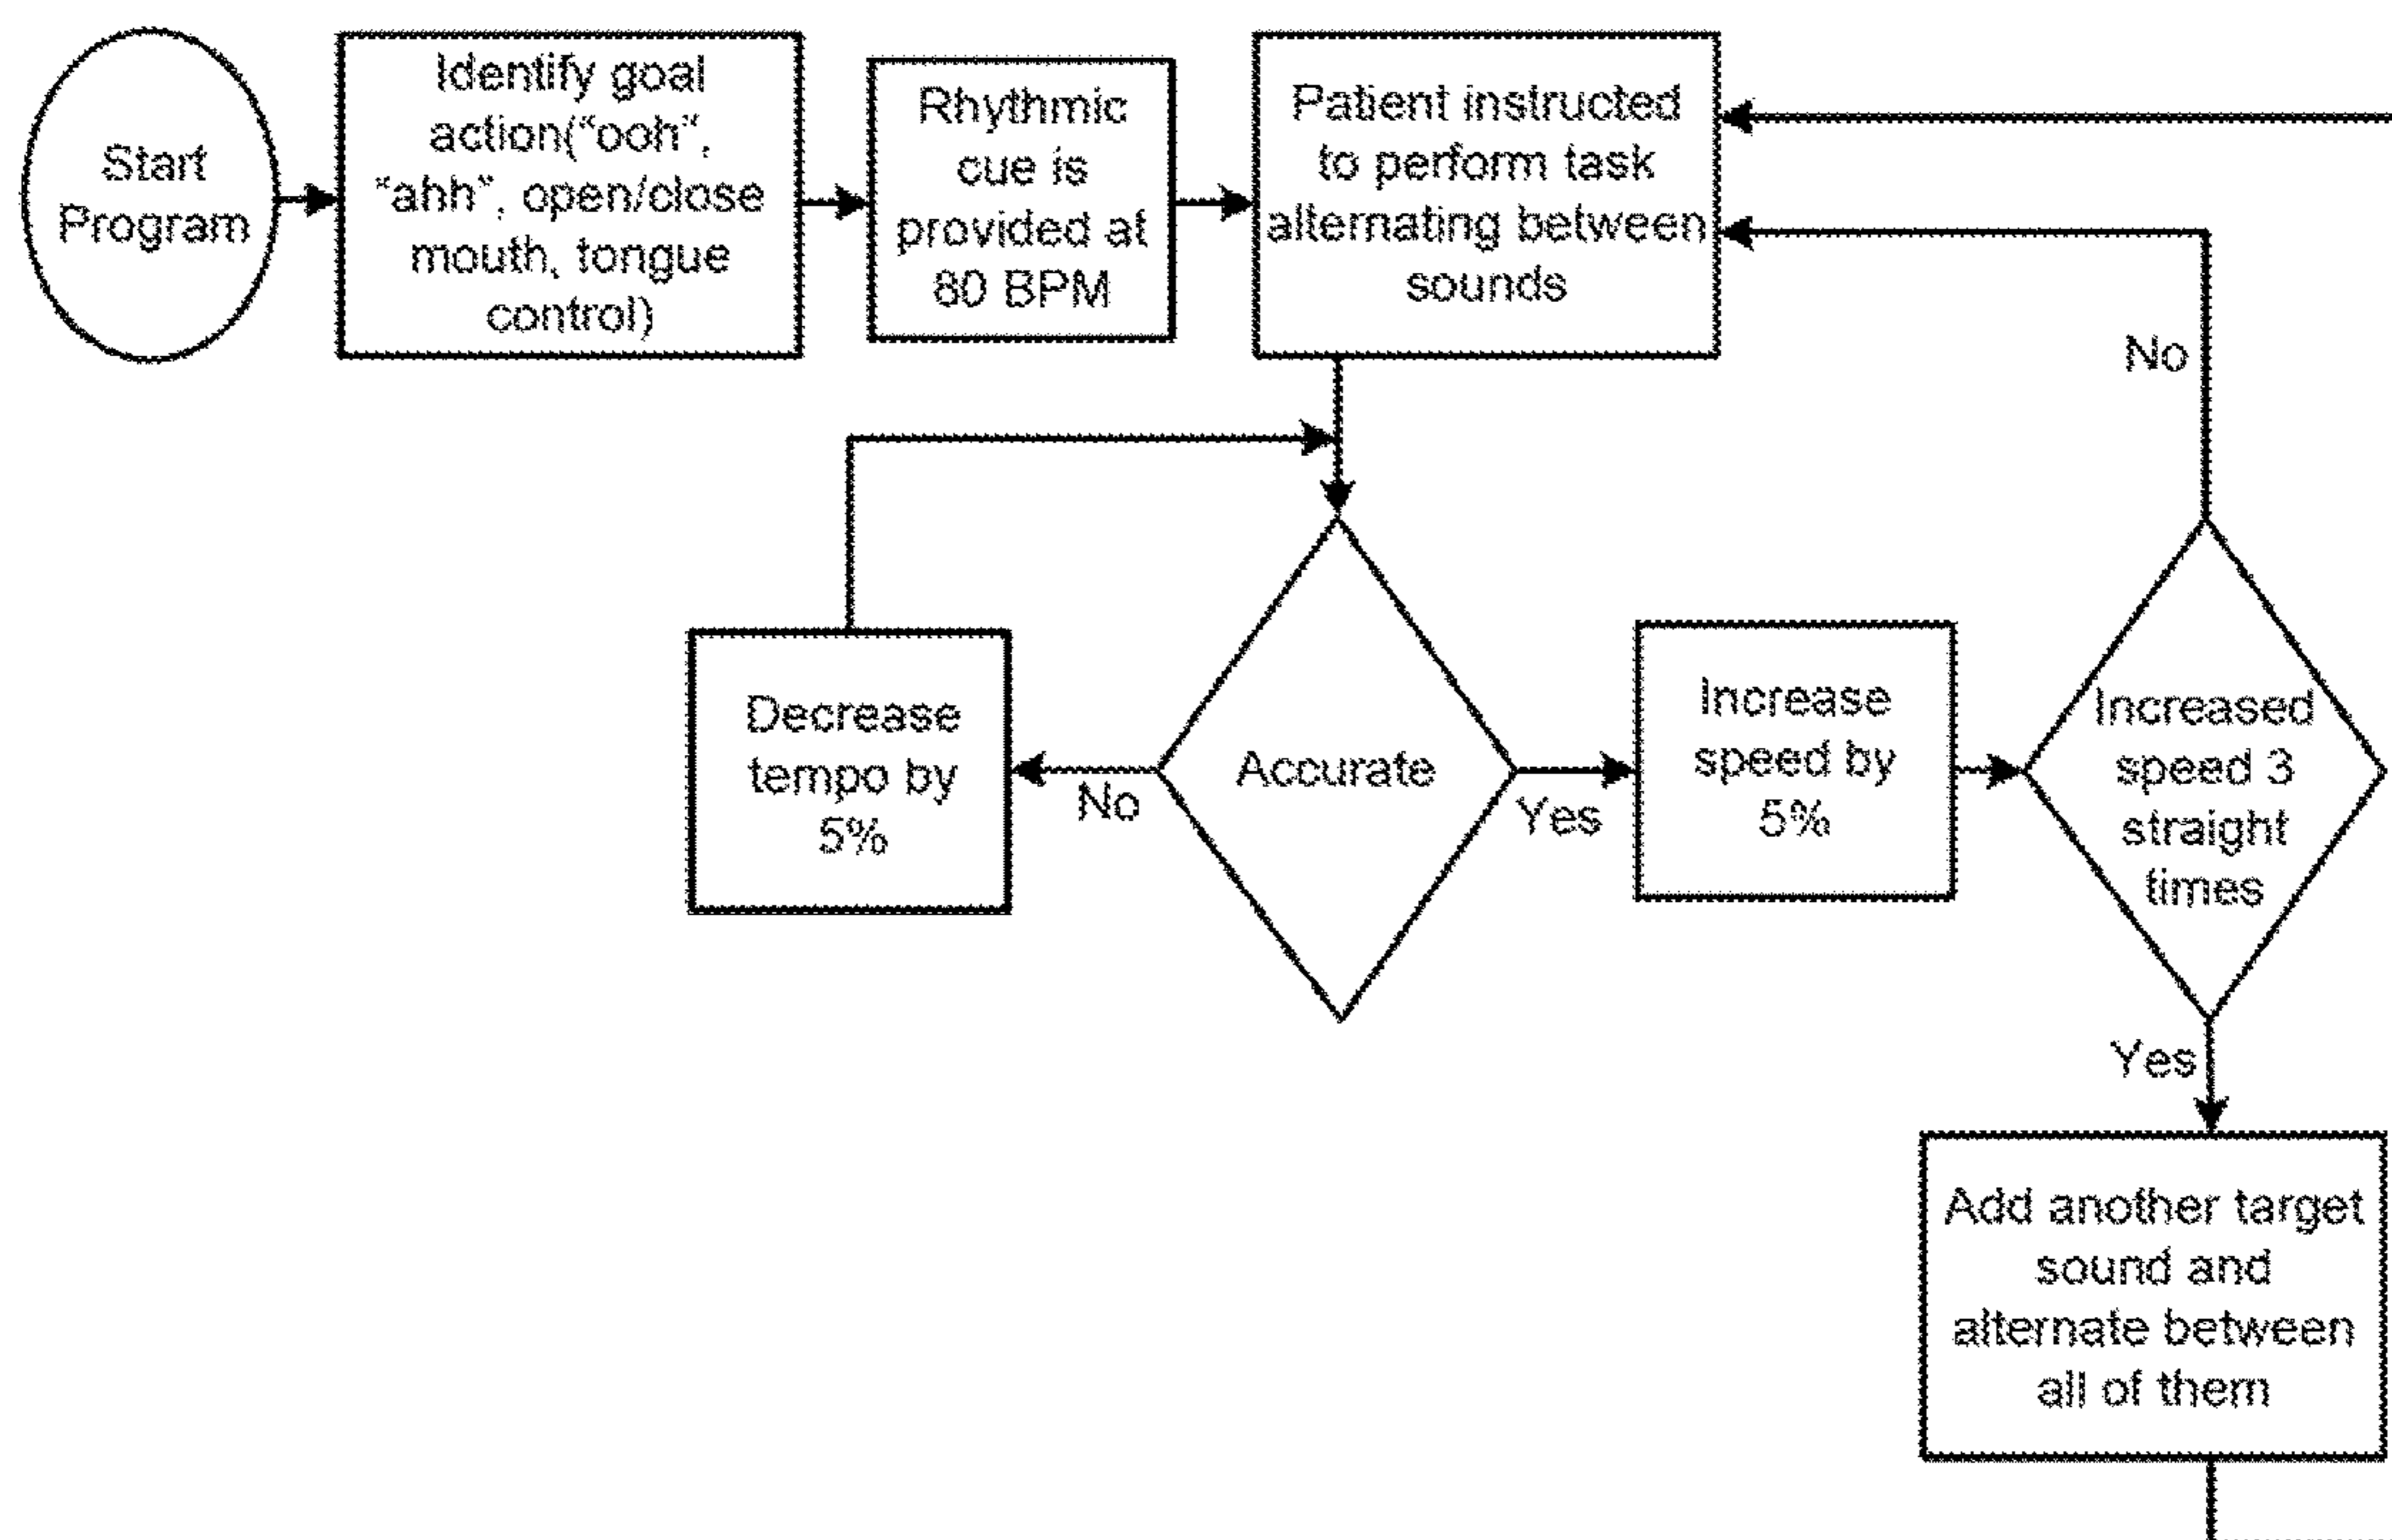 Start
Program
Identify goal
action("ooh",
"ahh", open/close
mouth, tongue
control)
Rhythmic
cue is
provided at
BPM
Patient instructed
to perform task
alternating between
sounds
No
Decrease
tempo by
5%
No
Accurate
Yes
Increase
speed by
5%
Increased
speed 3
straight
times
Yes
Add another target
sound and
alternate between
all of them